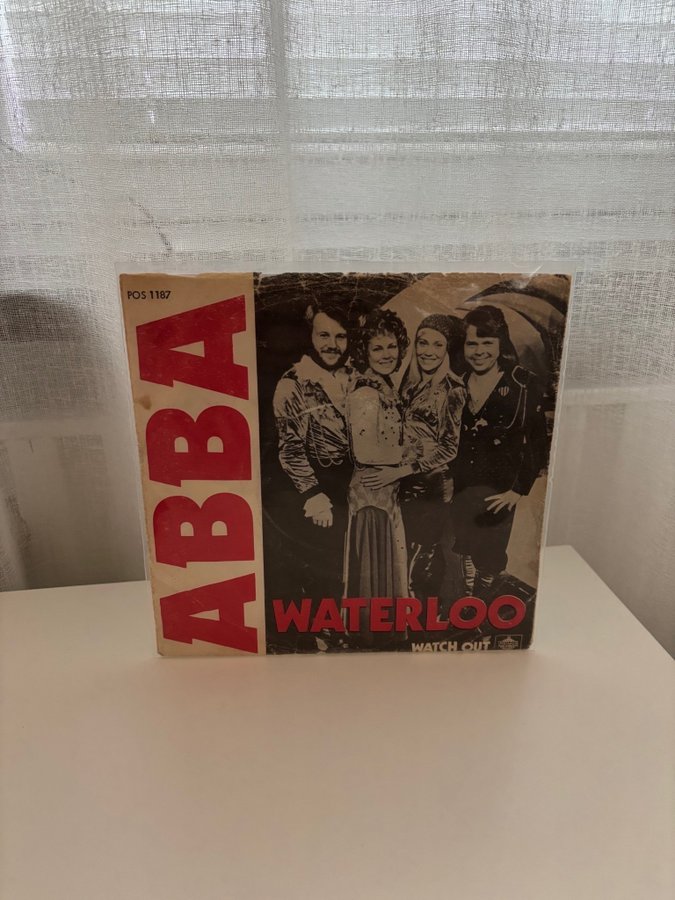 POS 1187
ABBA
WATERLOO
WATCH OUT